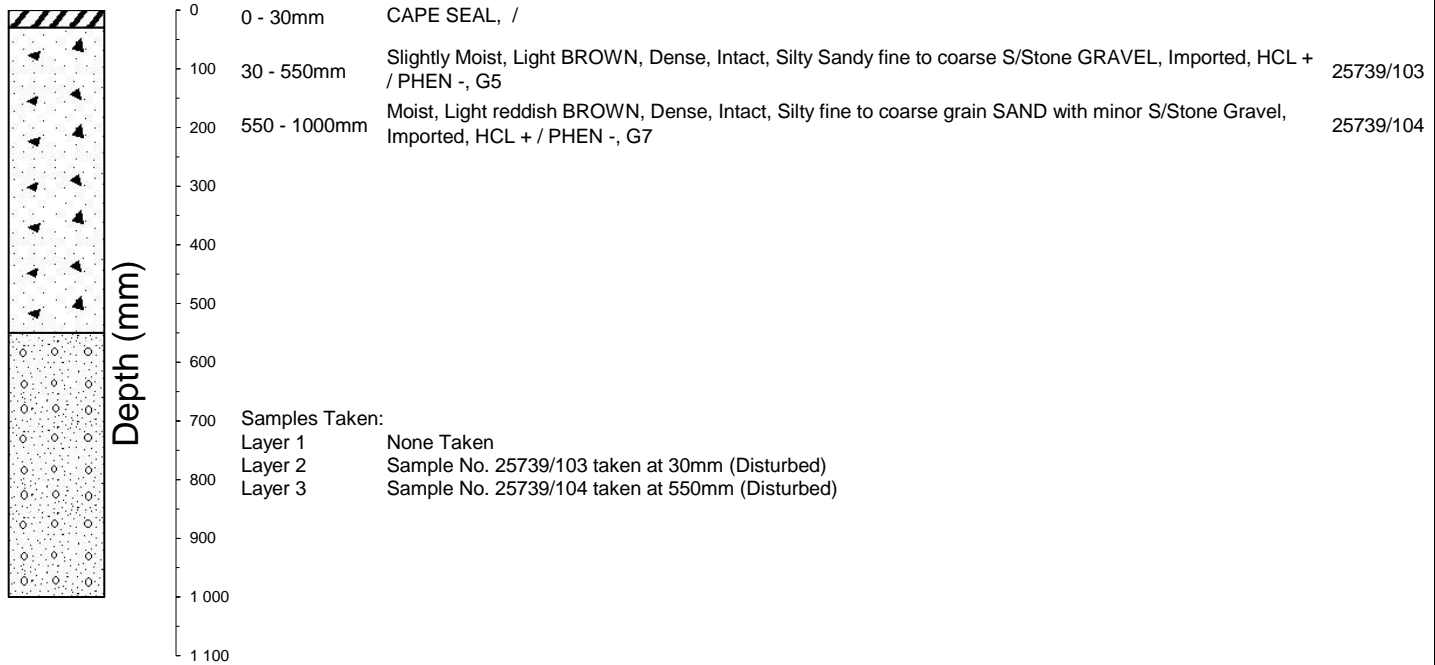 0 - 30mm CAPE SEAL, /
30 - 550mm Slightly Moist, Light BROWN, Dense, Intact, Silty Sandy fine to coarse S/Stone GRAVEL, Imported, HCL +
/ PHEN -, G5 25739/103
550 - 1000mm Moist, Light reddish BROWN, Dense, Intact, Silty fine to coarse grain SAND with minor S/Stone Gravel,
Imported, HCL + / PHEN -, G7 25739/104
Depth (mm)
0
100
200
300
400
500
600
700
800
900
1 000
1 100
Samples Taken:
Layer 1 None Taken
Layer 2 Sample No. 25739/103 taken at 30mm (Disturbed)
Layer 3 Sample No. 25739/104 taken at 550mm (Disturbed)